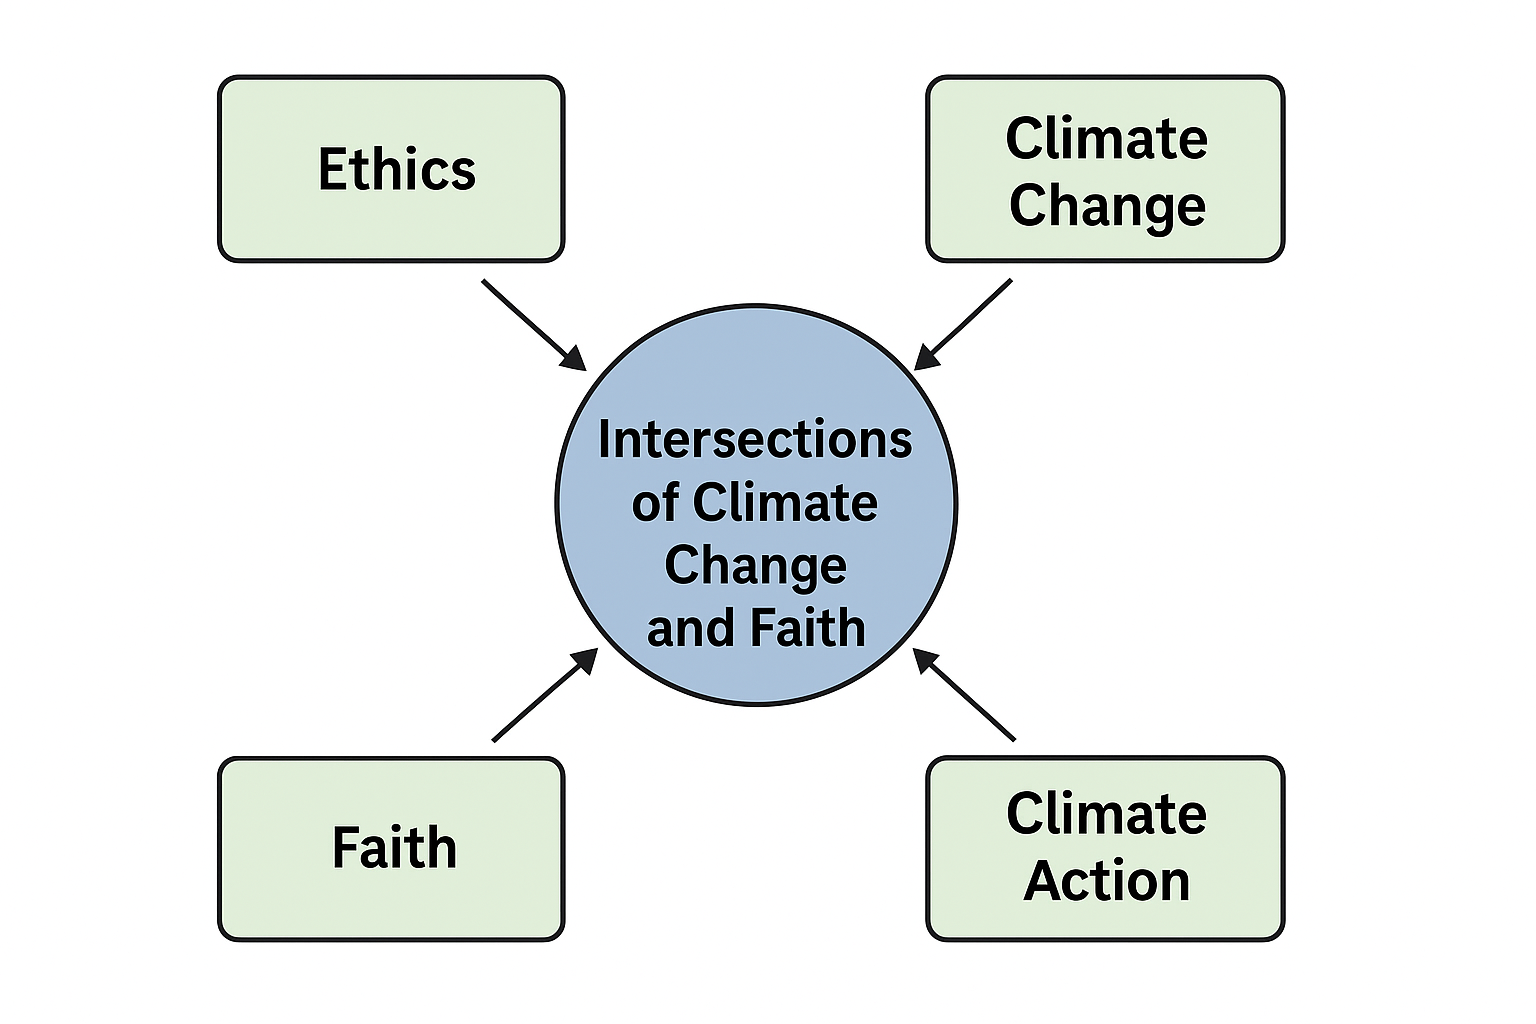 Ethics
Climate
Change
Intersections
of Climate
Change
and Faith
Faith
Climate
Action